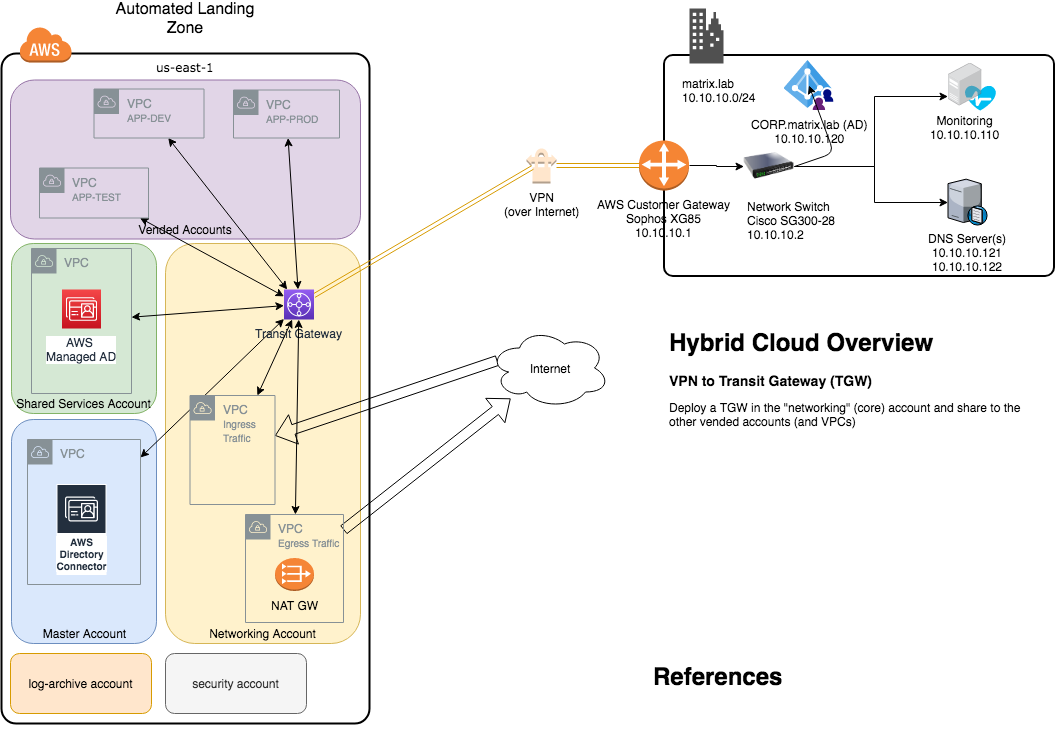 Automated Landing
Zone
AWS
us-east-1
VPC
APP-DEV
VPC
APP-PROD
VPC
APP-TEST
Vended Accounts
VPC
AWS
Managed AD
Shared Services Account
Transit Gateway
VPC
Ingress
Traffic
VPC
AWS
Directory
Connector
Master Account
VPC
Egress Traffic
NAT GW
Networking Account
log-archive account
security account
VPN
(over Internet)
Internet
matrix.lab
10.10.10.0/24
CORP.matrix.lab (AD)
10.10.10.120
Monitoring
10.10.10.110
AWS Customer Gateway
Sophos XG85
10.10.10.1
Network Switch
Cisco SG300-28
10.10.10.2
DNS Server(s)
10.10.10.121
10.10.10.122
Hybrid Cloud Overview
VPN to Transit Gateway (TGW)
Deploy a TGW in the "networking" (core) account and share to the
other vended accounts (and VPCs)
References